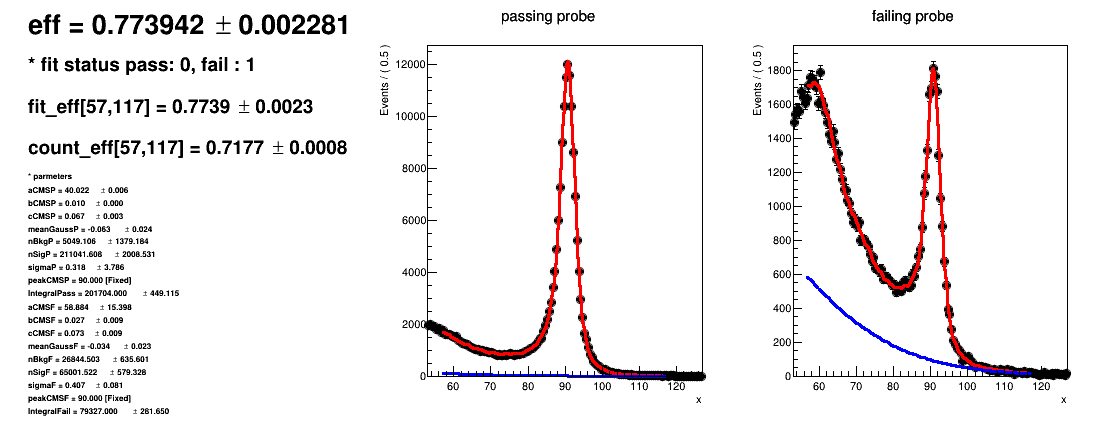 eff = 0.773942 ± 0.002281
* fit status pass: 0, fail : 1
fit_eff[57,117] = 0.7739 ± 0.0023
count_eff[57,117] = 0.7177 ± 0.0008
* parmeters
aCMSP = 40.022 ± 0.006
bCMSP = 0.010 ± 0.000
cCMSP = 0.067 ± 0.003
meanGaussP = -0.063 ± 0.024
nBkgP = 5049.106 ± 1379.184
nSigP = 211041.608 ± 2008.531
sigmaP = 0.318 ± 3.786
peakCMSP = 90.000 [Fixed]
IntegralPass = 201704.000 ± 449.115
aCMSF = 58.884 ± 15.398
bCMSF = 0.027 ± 0.009
cCMSF = 0.073 ± 0.009
meanGaussF = -0.034 ± 0.023
nBkgF = 26844.503 ± 635.601
nSigF = 65001.522 ± 579.328
sigmaF = 0.407 ± 0.081
peakCMSF = 90.000 [Fixed]
IntegralFail = 79327.000 ± 281.650
passing probe
Events / ( 0.5 )
12000
10000
8000
6000
4000
2000
0
60 70 80 90 100 110 120
x
failing probe
Events / ( 0.5 )
1800
1600
1400
1200
1000
800
600
400
200
0
60 70 80 90 100 110 120
x